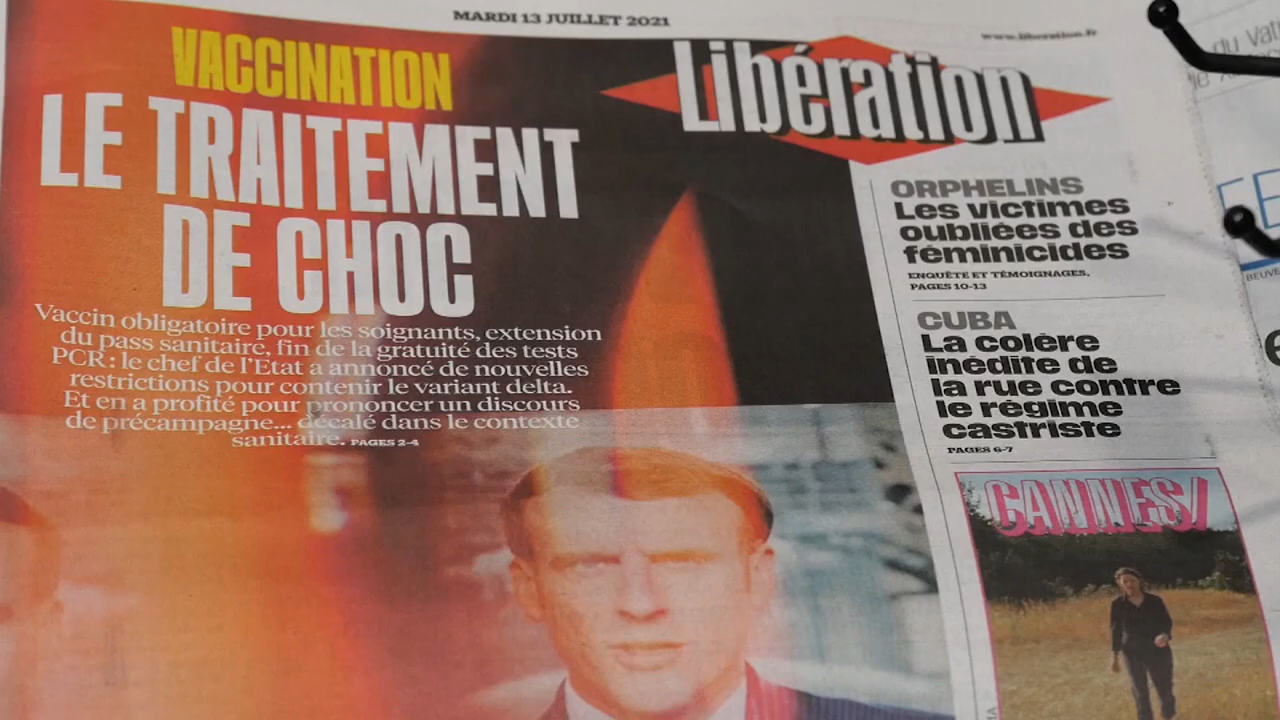 MARDI 13 JUILLET 2021
www.liberation.fr
VACCINATION
LE TRAITEMENT
DE CHOC
Vaccin obligatoire pour les soignants, extension
du pass sanitaire, fin de la gratuité des tests
PCR : le chef de l'Etat a annoncé de nouvelles
restrictions pour contenir le variant delta.
Et en a profité pour prononcer un discours
de précampagne... décalé dans le contexte
sanitaire. PAGES 2-4
Libération
ORPHELINS
Les victimes
oubliées des
féminicides
ENQUÊTE ET TÉMOIGNAGES,
PAGES 10-13
CUBA
La colère
inédite de
la rue contre
le régime
castriste
PAGES 6-7
CANNES/
du